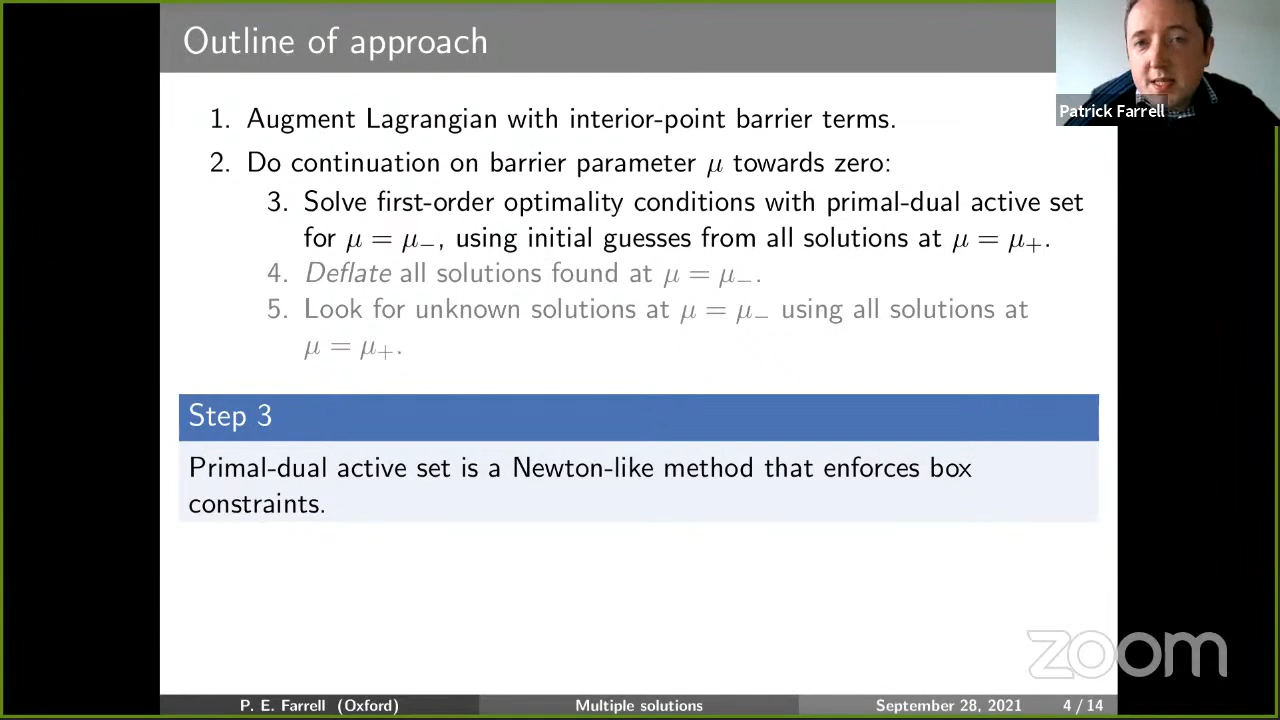 Outline of approach
Patrick Farrell
1. Augment Lagrangian with interior-point barrier terms.
2. Do continuation on barrier parameter μ towards zero:
3. Solve first-order optimality conditions with primal-dual active set
for μ = μ₋, using initial guesses from all solutions at μ = μ₊.
4. Deflate all solutions found at μ = μ₋.
5. Look for unknown solutions at μ = μ₋ using all solutions at
μ = μ₊.
Step 3
Primal-dual active set is a Newton-like method that enforces box
constraints.
zoom
P. E. Farrell (Oxford) Multiple solutions September 28, 2021 4 / 14